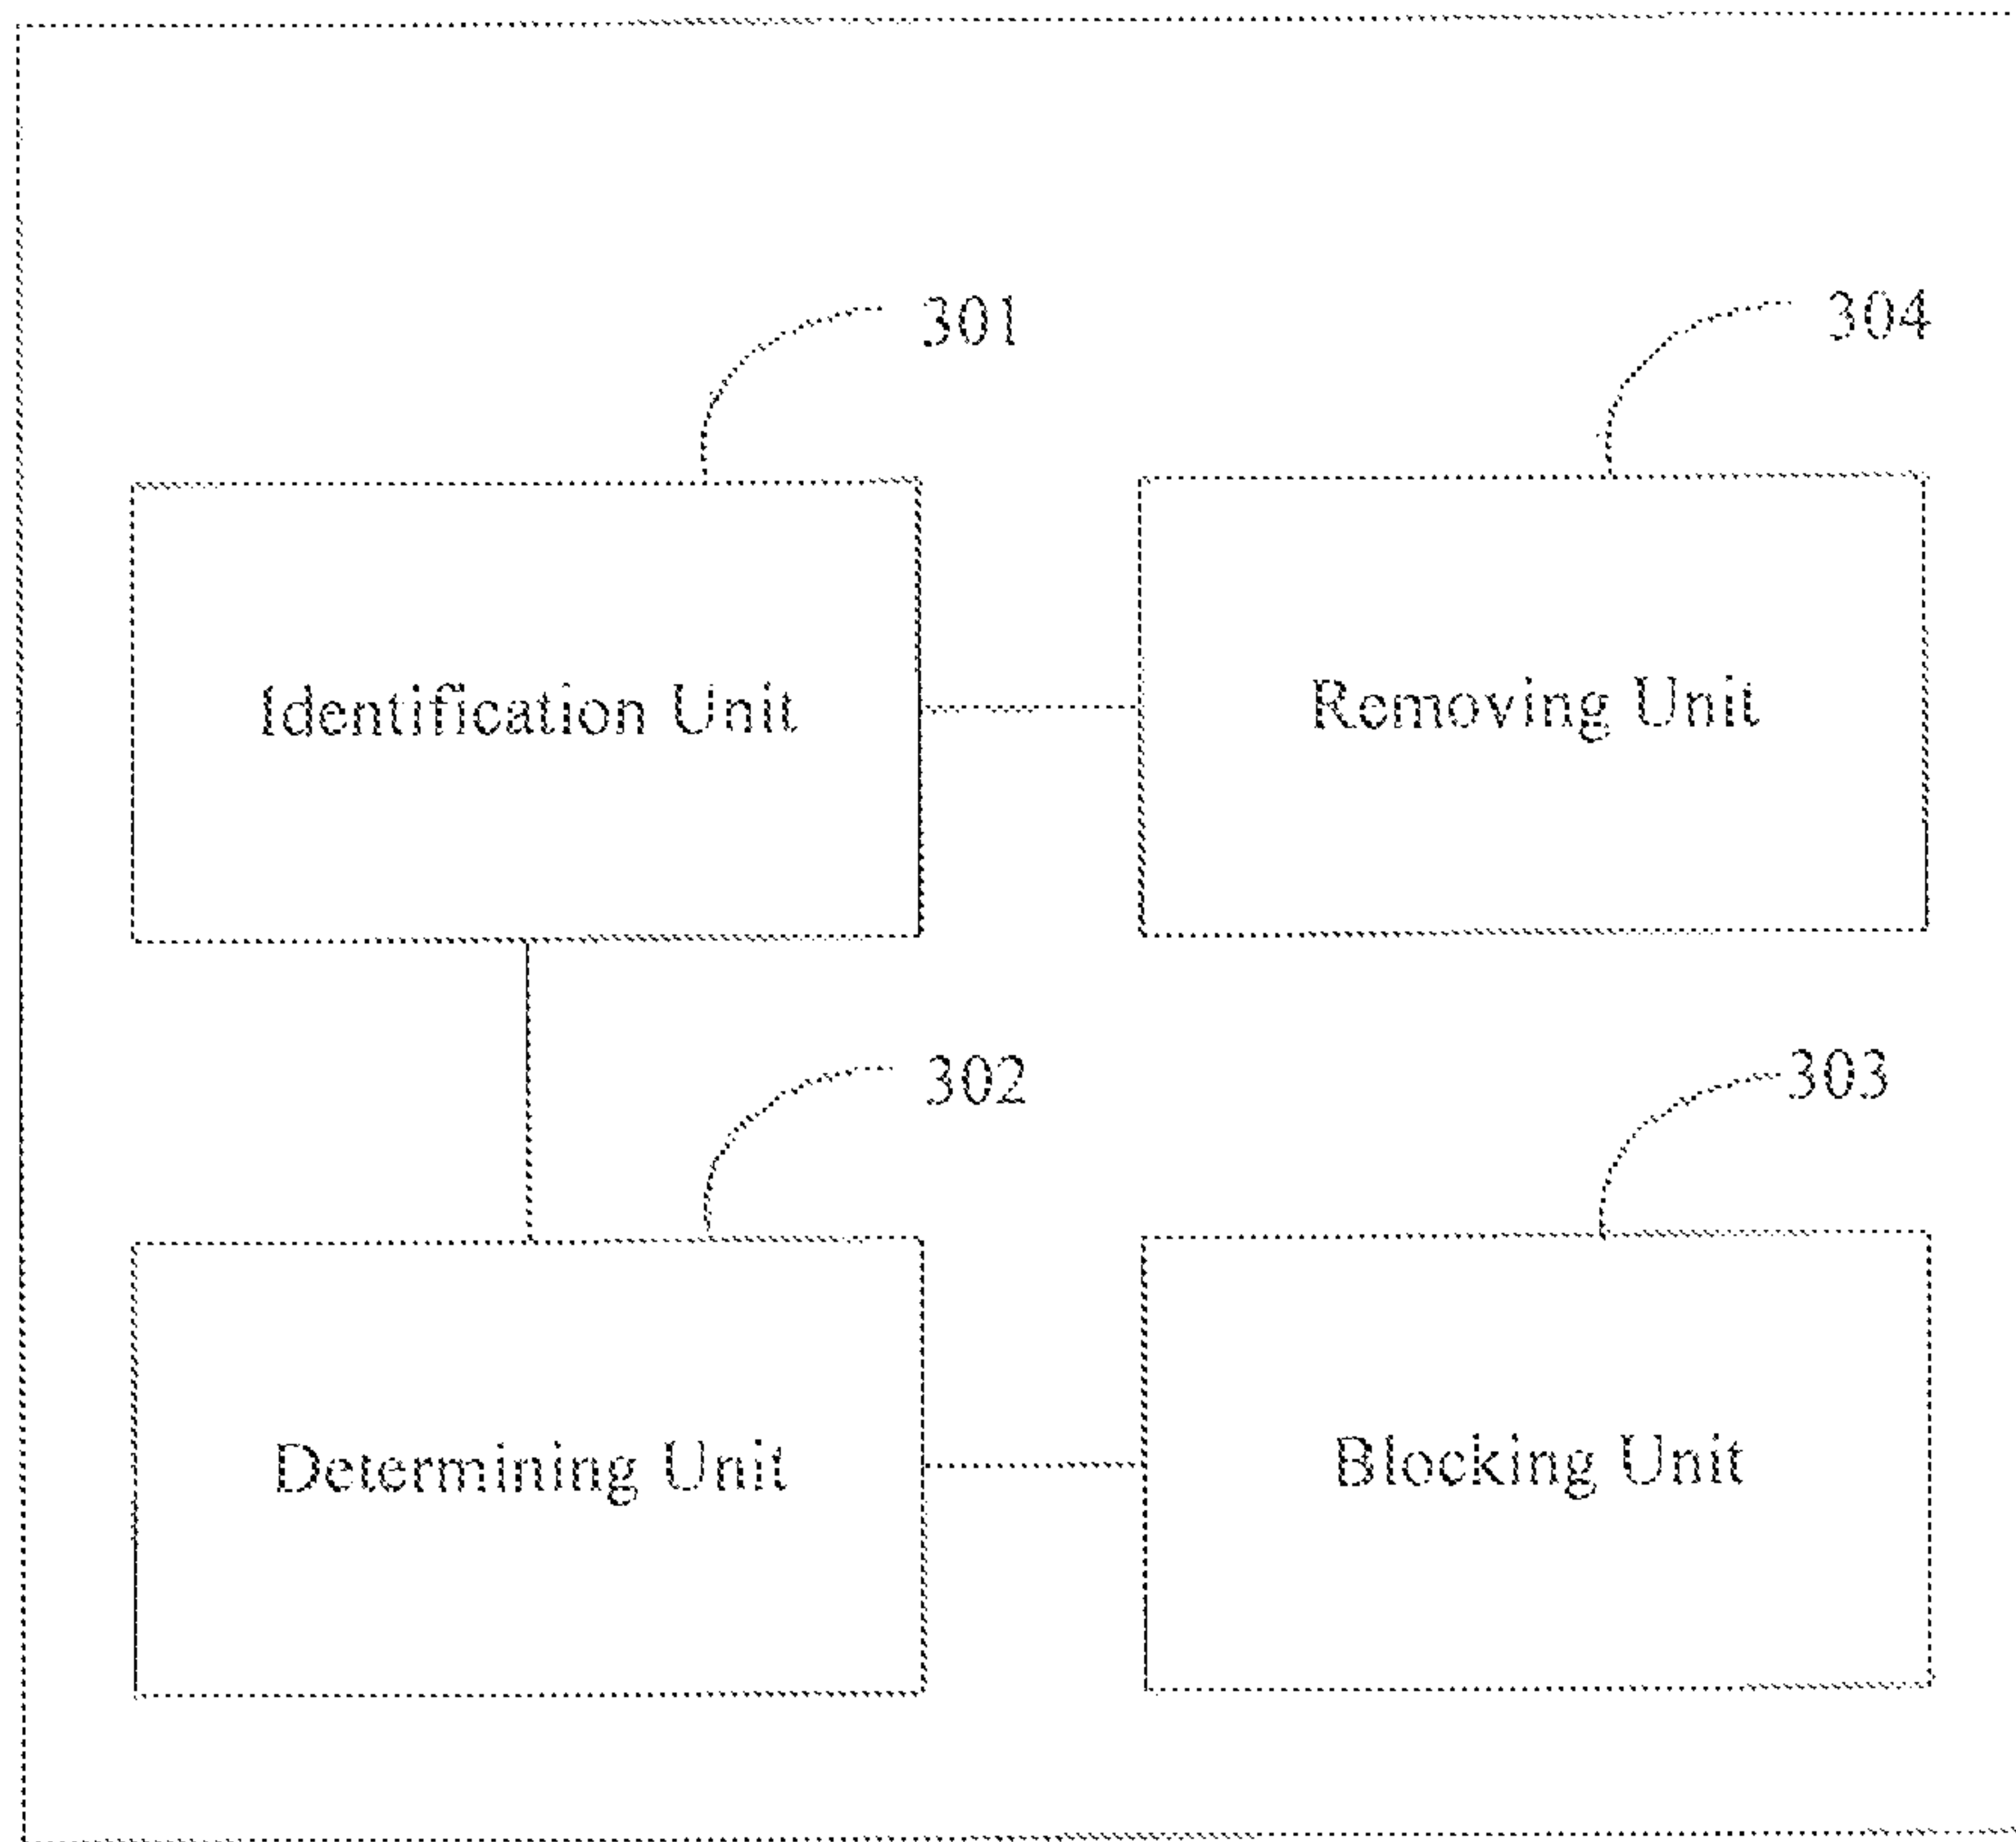 301
304
Identification Unit
Removing Unit
302
303
Determining Unit
Blocking Unit